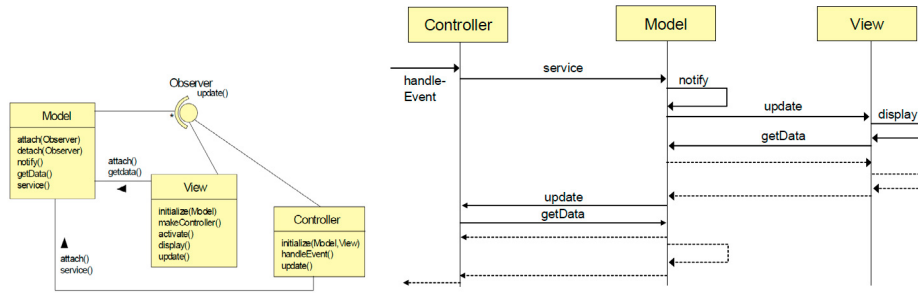 Observer
update()
*
Model
attach(Observer)
detach(Observer)
notify()
getData()
service()
attach()
getdata()
View
initialize(Model)
makeController()
activate()
display()
update()
Controller
initialize(Model,View)
handleEvent()
update()
attach()
service()
Controller
Model
View
handle-
Event
service
notify
update
display
getData
update
getData